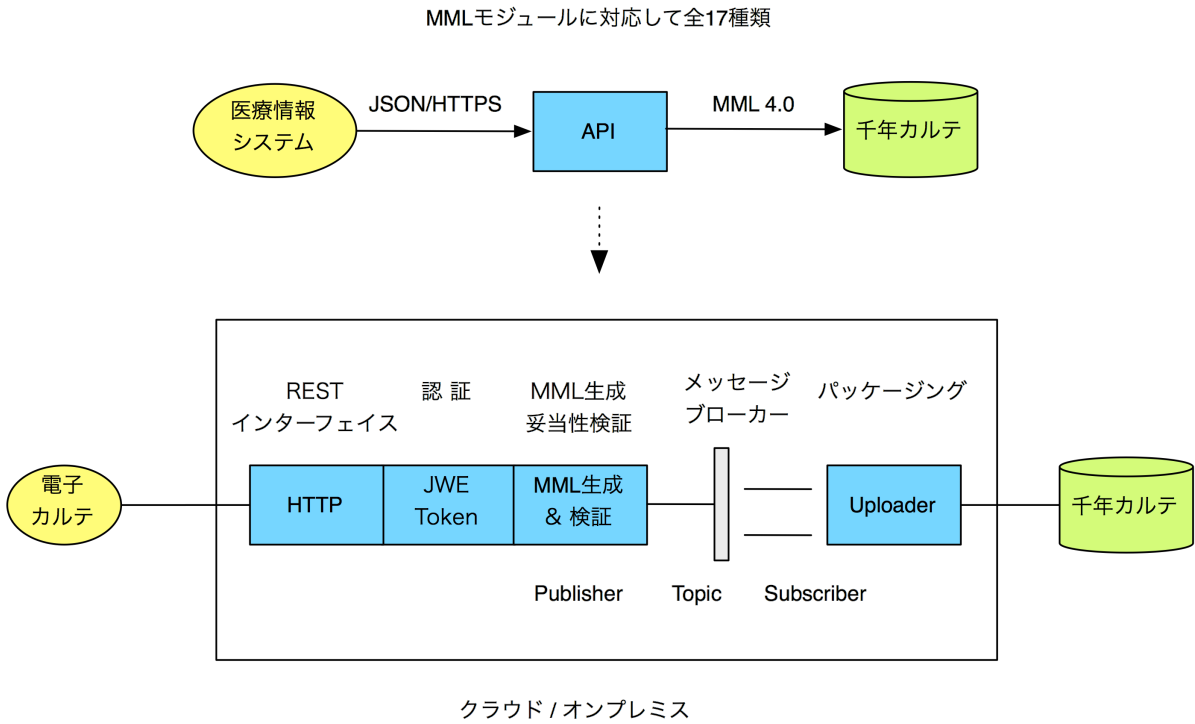 MMLモジュールに対応して全17種類
医療情報
システム
JSON/HTTPS
API
MML 4.0
千年カルテ
REST
インターフェイス
認 証
MML生成
妥当性検証
メッセージ
ブローカー
パッケージング
電子
カルテ
HTTP
JWE
Token
MML生成
& 検証
Uploader
千年カルテ
Publisher
Topic
Subscriber
クラウド / オンプレミス